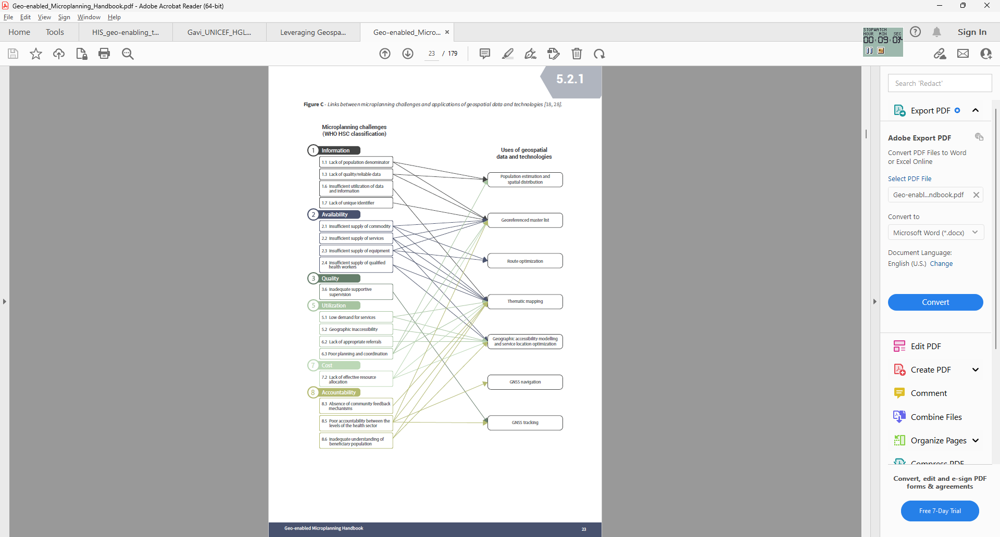 Geo-enabled_Microplanning_Handbook.pdf - Adobe Acrobat Reader (64-bit)
File Edit View Sign Window Help
Home Tools HIS_geo-enabling_t... Gavi_UNICEF_HGL... Leveraging Geospa... Geo-enabled_Micro... ×
STOPWATCH
HOUR MIN SEC
00:09:04
Sign In
23 / 179
5.2.1
Figure C - Links between microplanning challenges and applications of geospatial data and technologies [18, 28].
Microplanning challenges
(WHO HSC classification)
1 Information
1.1 Lack of population denominator
1.3 Lack of quality/reliable data
1.6 Insufficient utilization of data
and information
1.7 Lack of unique identifier
2 Availability
2.1 Insufficient supply of commodity
2.2 Insufficient supply of services
2.3 Insufficient supply of equipment
2.4 Insufficient supply of qualified
health workers
3 Quality
3.6 Inadequate supportive
supervision
5 Utilization
5.1 Low demand for services
5.2 Geographic inaccessibility
6.2 Lack of appropriate referrals
6.3 Poor planning and coordination
7 Cost
7.2 Lack of effective resource
allocation
8 Accountability
8.3 Absence of community feedback
mechanisms
8.5 Poor accountability between the
levels of the health sector
8.6 Inadequate understanding of
beneficiary population
Uses of geospatial
data and technologies
Population estimation and
spatial distribution
Georeferenced master list
Route optimization
Thematic mapping
Geographic accessibility modelling
and service location optimization
GNSS navigation
GNSS tracking
Geo-enabled Microplanning Handbook
23
Search 'Redact'
Export PDF
Adobe Export PDF
Convert PDF Files to Word
or Excel Online
Select PDF File
Geo-enabl...ndbook.pdf
Convert to
Microsoft Word (*.docx)
Document Language:
English (U.S.) Change
Convert
Edit PDF
Create PDF
Comment
Combine Files
Organize Pages
Compress PDF
Convert, edit and e-sign PDF
forms & agreements
Free 7-Day Trial